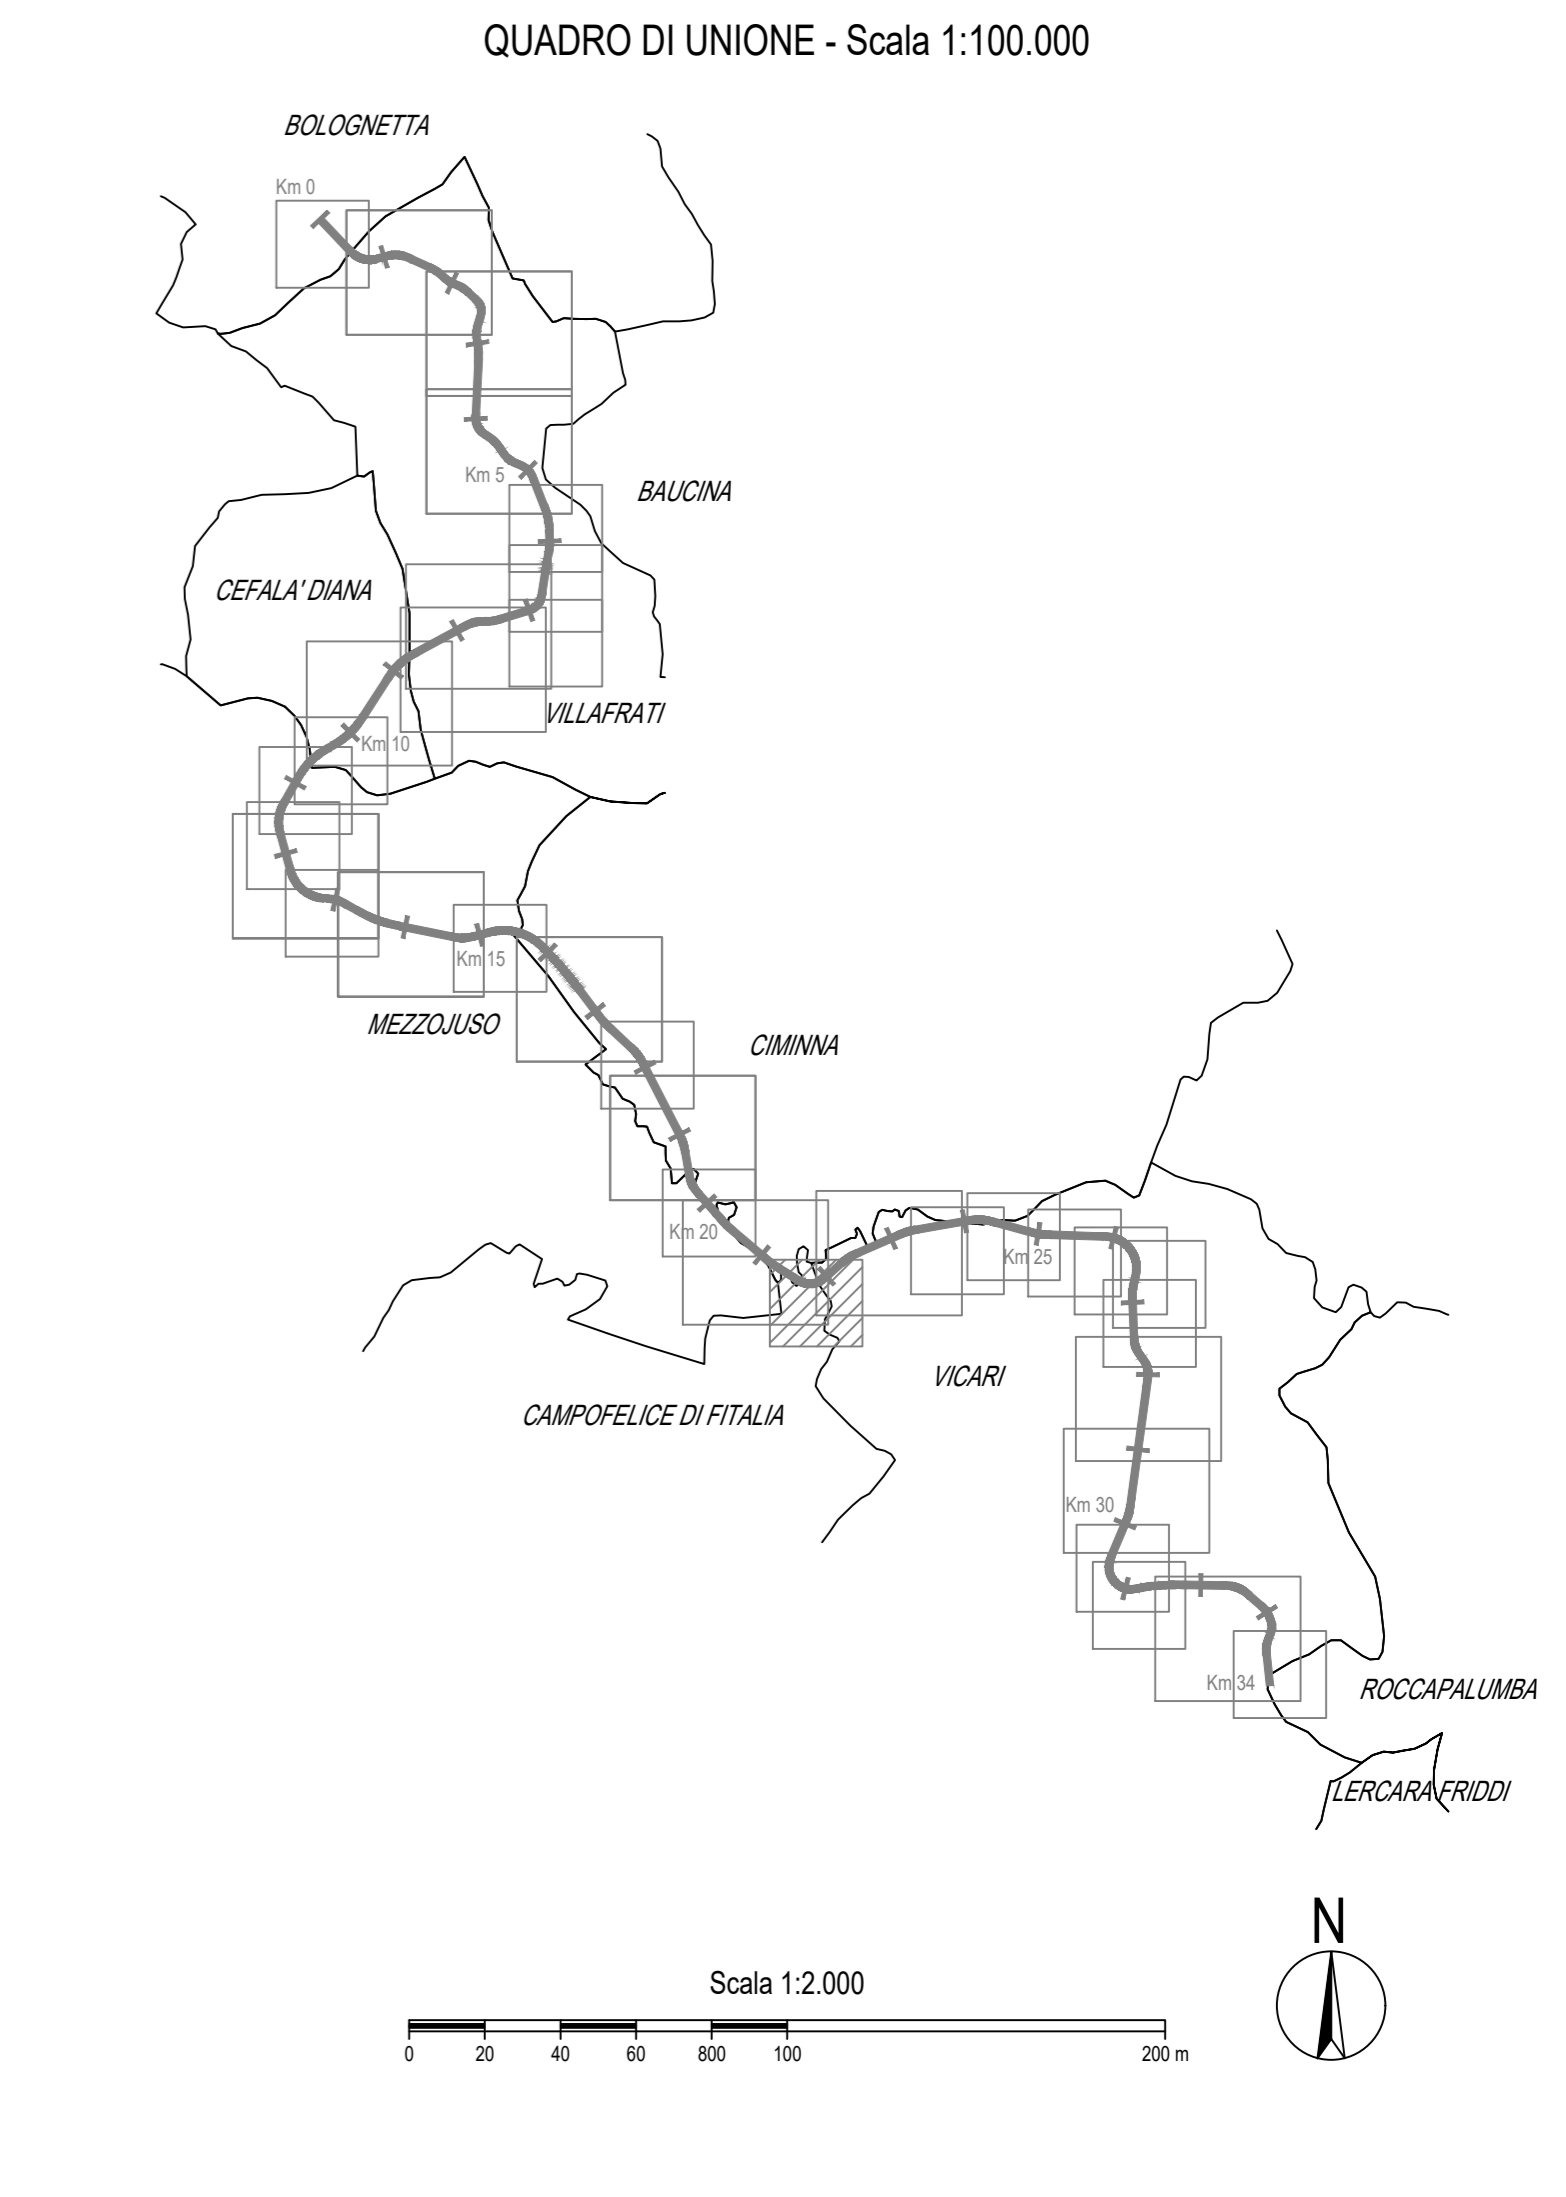 QUADRO DI UNIONE - Scala 1:100.000
BOLOGNETTA
Km 0
Km 5
BAUCINA
CEFALA' DIANA
VILLAFRATI
Km 10
Km 15
MEZZOJUSO
CIMINNA
Km 20
Km 25
VICARI
CAMPOFELICE DI FITALIA
Km 30
Km 34
ROCCAPALUMBA
LERCARA FRIDDI
N
Scala 1:2.000
0 20 40 60 800 100 200 m